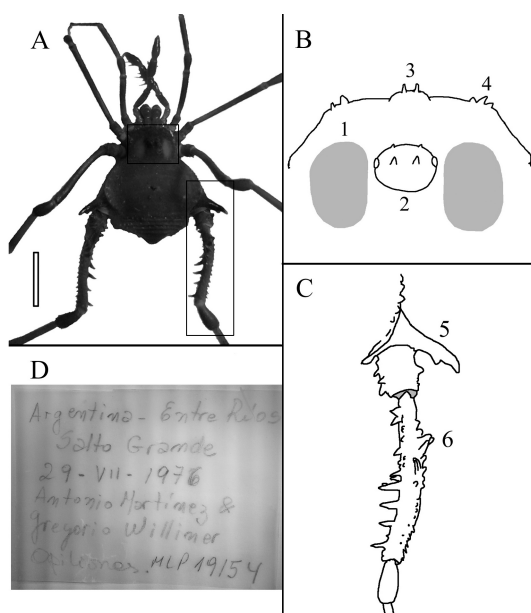 A
B
3
4
1
2
C
5
6
D
Argentina - Entre Ríos
Salto Grande
29-VII-1976
Antonio Martínez &
Gregorio Williner
Opiliones. MLP 19154